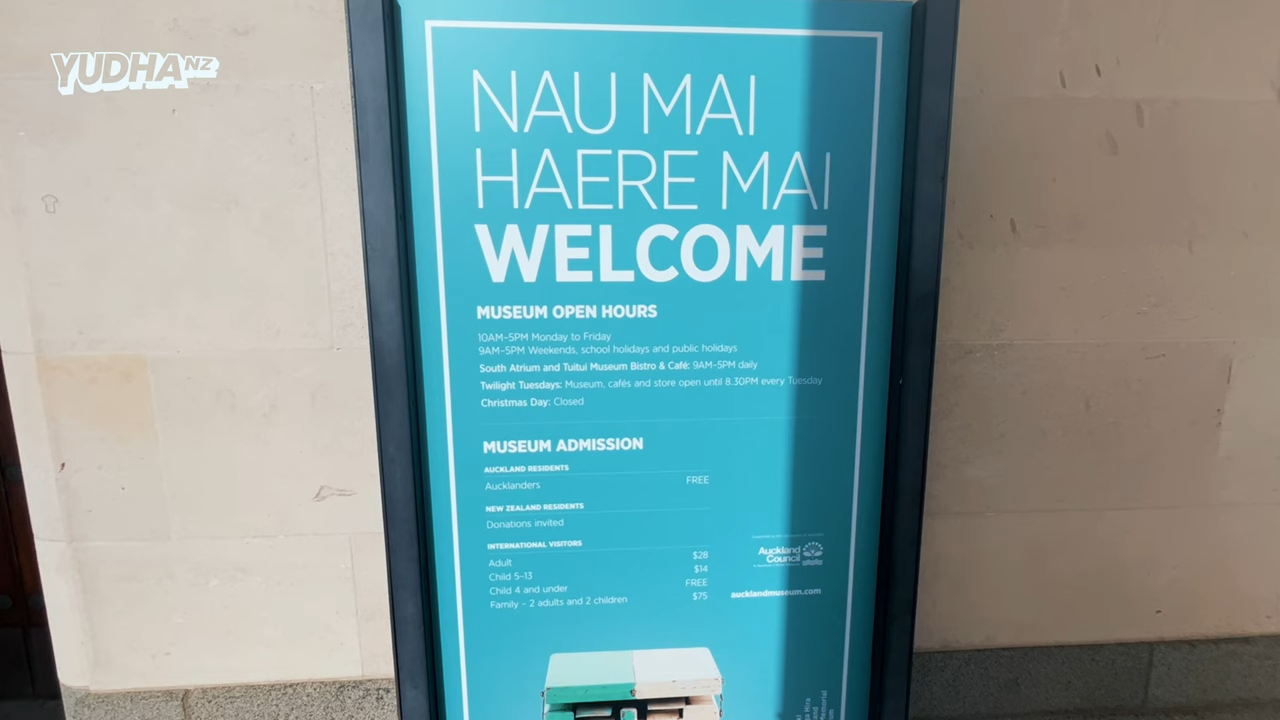 YUDHANZ
NAU MAI
HAERE MAI
WELCOME
MUSEUM OPEN HOURS
10AM–5PM Monday to Friday
9AM–5PM Weekends, school holidays and public holidays
South Atrium and Tuitui Museum Bistro & Café: 9AM–5PM daily
Twilight Tuesdays: Museum, cafés and store open until 8.30PM every Tuesday
Christmas Day: Closed
MUSEUM ADMISSION
AUCKLAND RESIDENTS
Aucklanders FREE
NEW ZEALAND RESIDENTS
Donations invited
INTERNATIONAL VISITORS
Adult $28
Child 5–13 $14
Child 4 and under FREE
Family – 2 adults and 2 children $75
Auckland
Council
aucklandmuseum.com